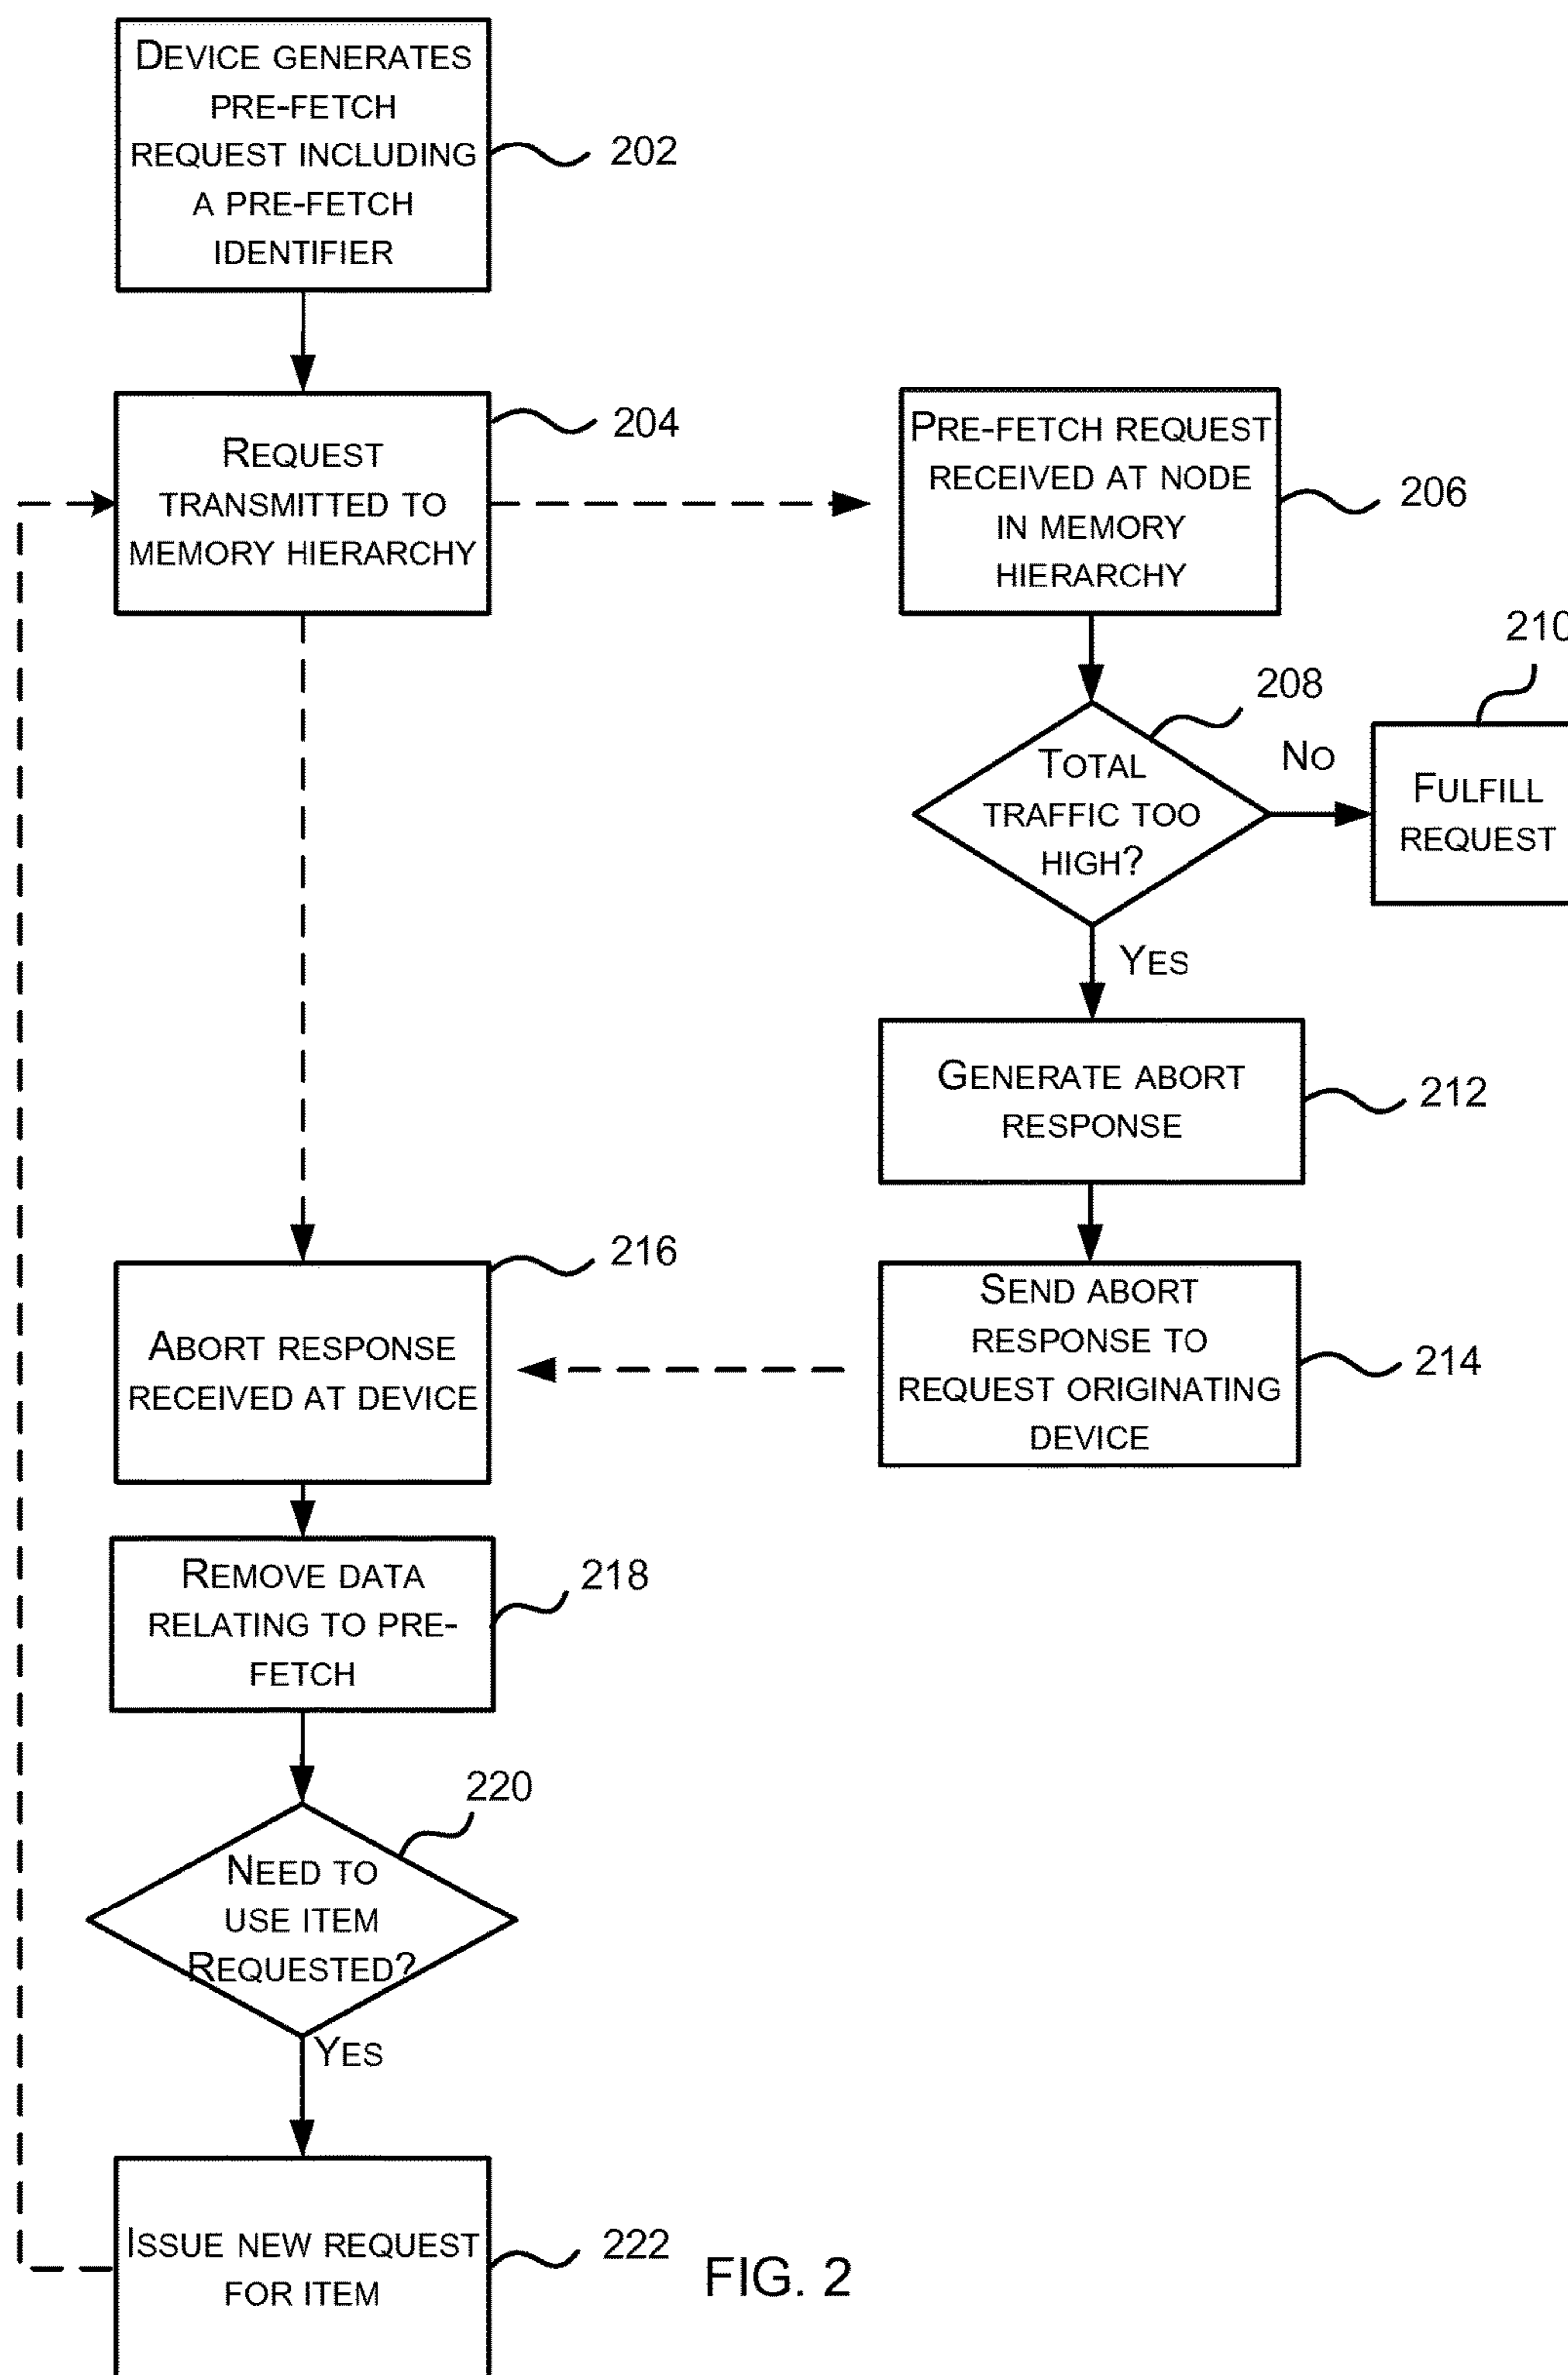 DEVICE GENERATES
PRE-FETCH
REQUEST INCLUDING
A PRE-FETCH
IDENTIFIER
202
REQUEST
TRANSMITTED TO
MEMORY HIERARCHY
204
PRE-FETCH REQUEST
RECEIVED AT NODE
IN MEMORY
HIERARCHY
206
TOTAL
TRAFFIC TOO
HIGH?
208
NO
210
FULFILL
REQUEST
YES
GENERATE ABORT
RESPONSE
212
SEND ABORT
RESPONSE TO
REQUEST ORIGINATING
DEVICE
214
216
ABORT RESPONSE
RECEIVED AT DEVICE
REMOVE DATA
RELATING TO PRE-
FETCH
218
220
NEED TO
USE ITEM
REQUESTED?
YES
ISSUE NEW REQUEST
FOR ITEM
222
FIG. 2